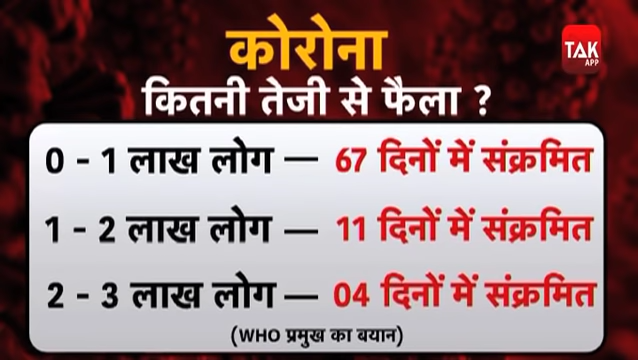 कोरोना
TAK
APP
कितनी तेजी से फैला ?
0 - 1 लाख लोग — 67 दिनों में संक्रमित
1 - 2 लाख लोग — 11 दिनों में संक्रमित
2 - 3 लाख लोग — 04 दिनों में संक्रमित
(WHO प्रमुख का बयान)